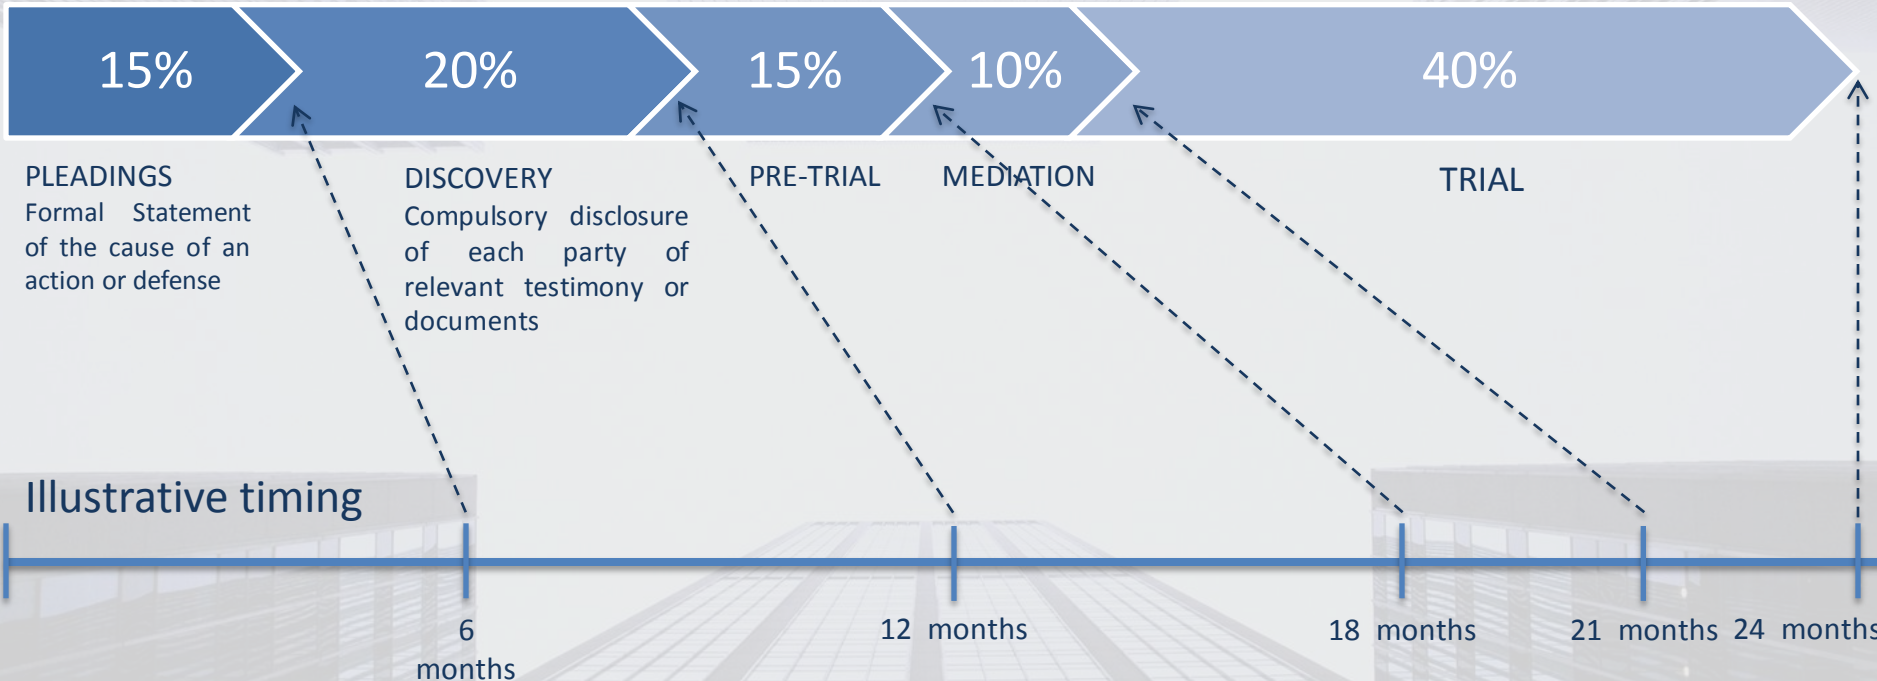 15%
20%
15%
10%
40%
PLEADINGS
Formal Statement
of the cause of an
action or defense
DISCOVERY
Compulsory disclosure
of each party of
relevant testimony or
documents
PRE-TRIAL
MEDIATION
TRIAL
Illustrative timing
6
months
12 months
18 months
21 months
24 months